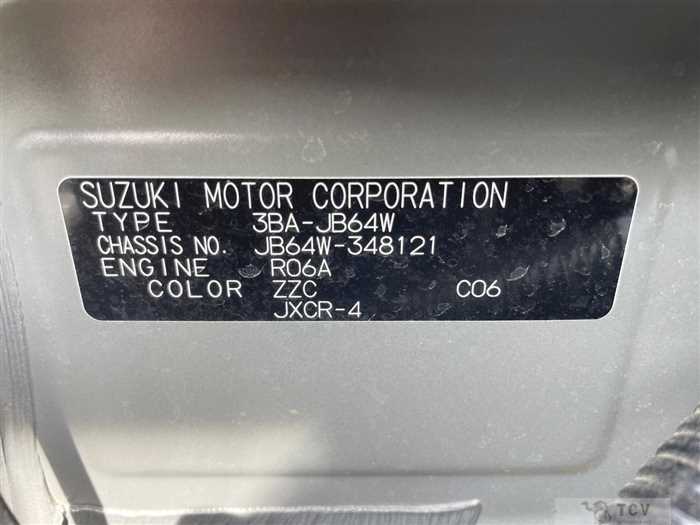 SUZUKI MOTOR CORPORATION
TYPE 3BA-JB64W
CHASSIS NO. JB64W-348121
ENGINE R06A
COLOR ZZC C06
JXCR-4
TCV